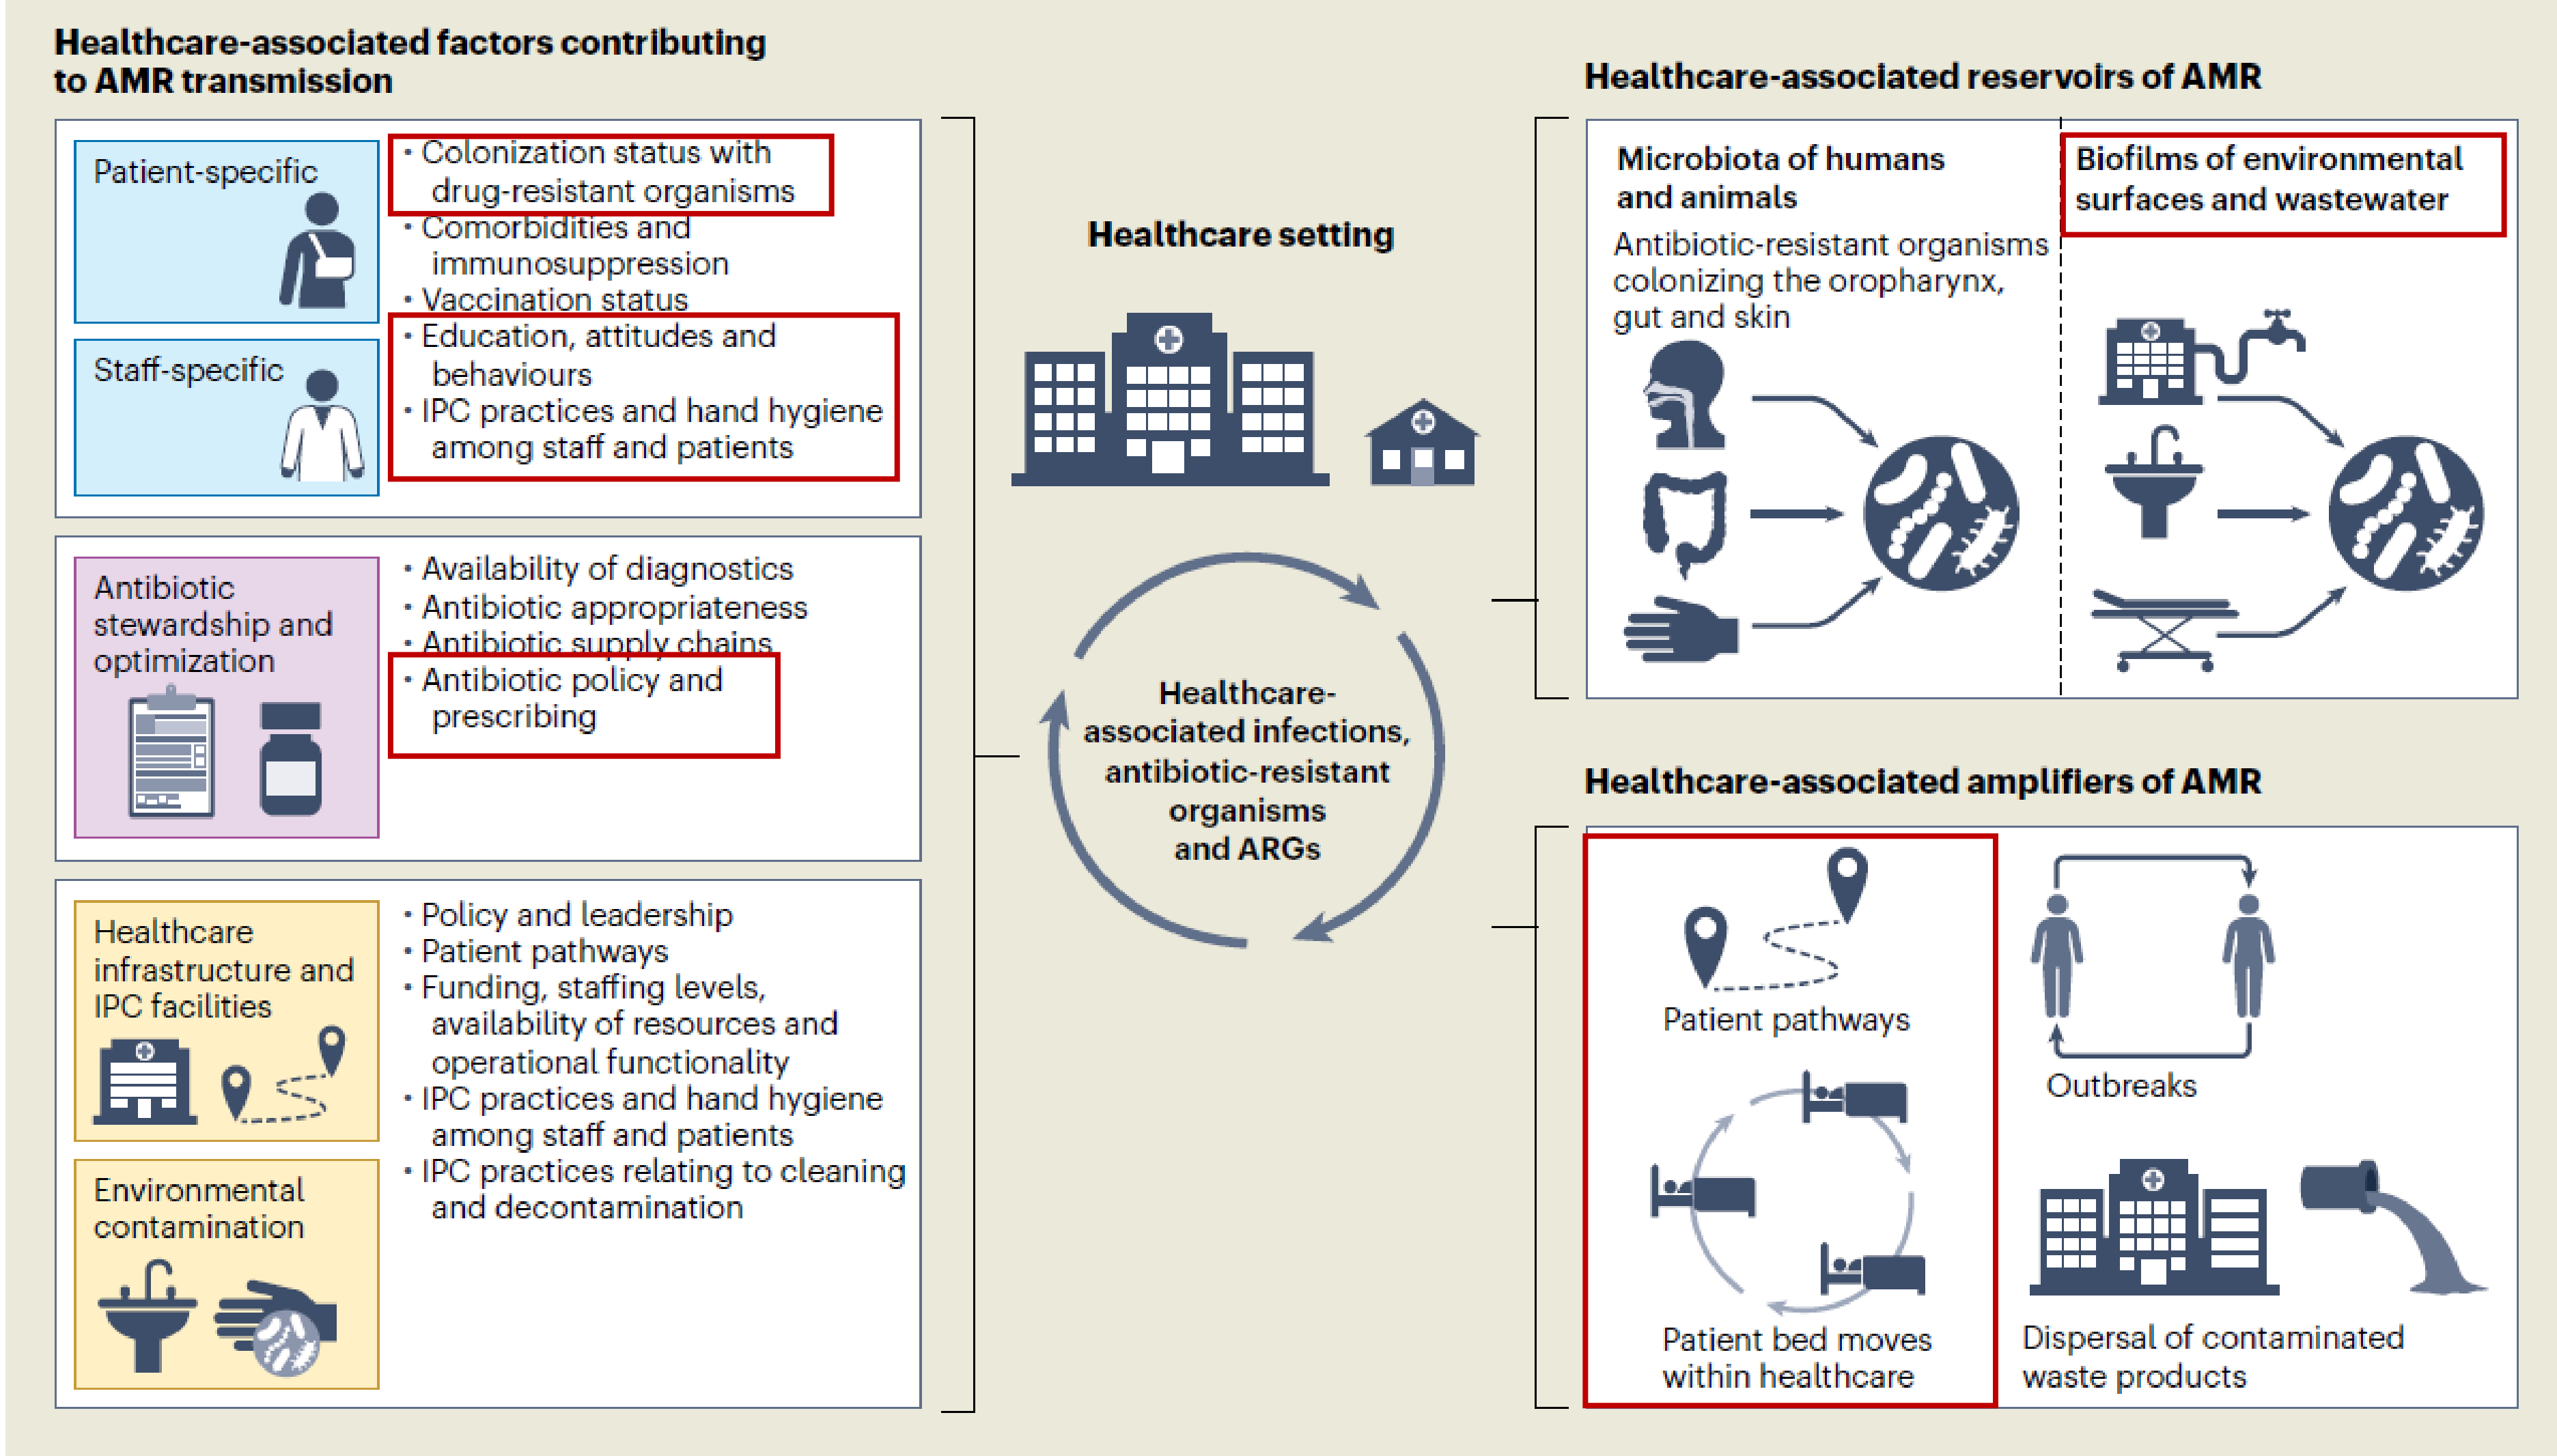 Healthcare-associated factors contributing
to AMR transmission
Patient-specific
• Colonization status with
drug-resistant organisms
• Comorbidities and
immunosuppression
• Vaccination status
Staff-specific
• Education, attitudes and
behaviours
• IPC practices and hand hygiene
among staff and patients
Antibiotic
stewardship and
optimization
• Availability of diagnostics
• Antibiotic appropriateness
• Antibiotic supply chains
• Antibiotic policy and
prescribing
Healthcare
infrastructure and
IPC facilities
Environmental
contamination
• Policy and leadership
• Patient pathways
• Funding, staffing levels,
availability of resources and
operational functionality
• IPC practices and hand hygiene
among staff and patients
• IPC practices relating to cleaning
and decontamination
Healthcare setting
Healthcare-
associated infections,
antibiotic-resistant
organisms
and ARGs
Healthcare-associated reservoirs of AMR
Microbiota of humans
and animals
Antibiotic-resistant organisms
colonizing the oropharynx,
gut and skin
Biofilms of environmental
surfaces and wastewater
Healthcare-associated amplifiers of AMR
Patient pathways
Patient bed moves
within healthcare
Outbreaks
Dispersal of contaminated
waste products